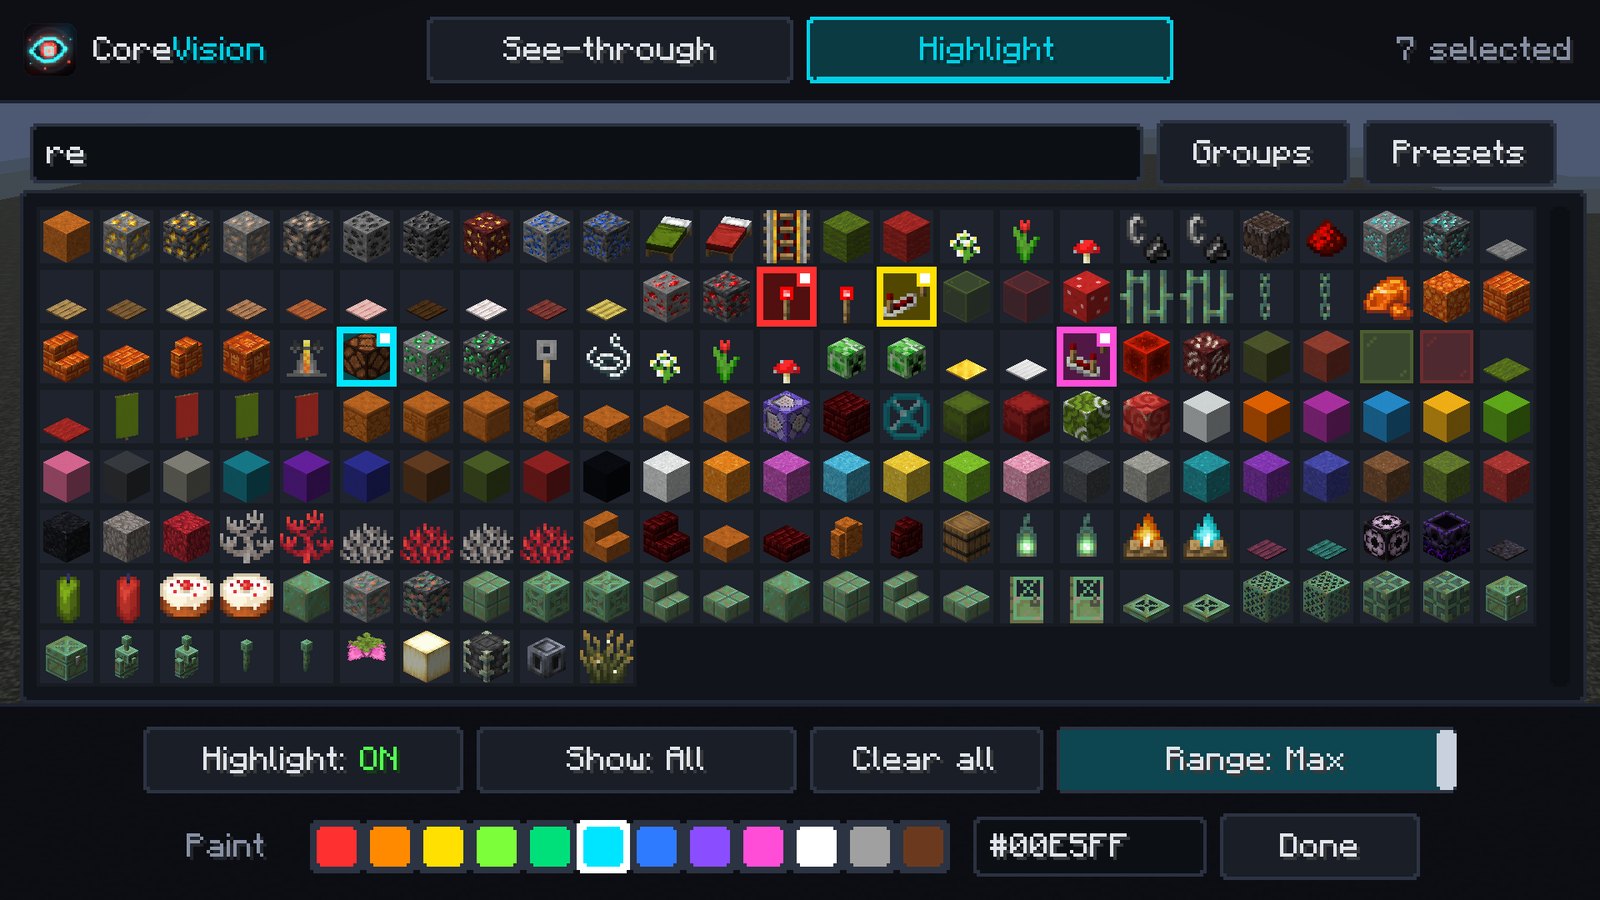 CoreVision
See-through
Highlight
7 selected
re
Groups
Presets
Highlight: ON
Show: All
Clear all
Range: Max
Paint
#00E5FF
Done